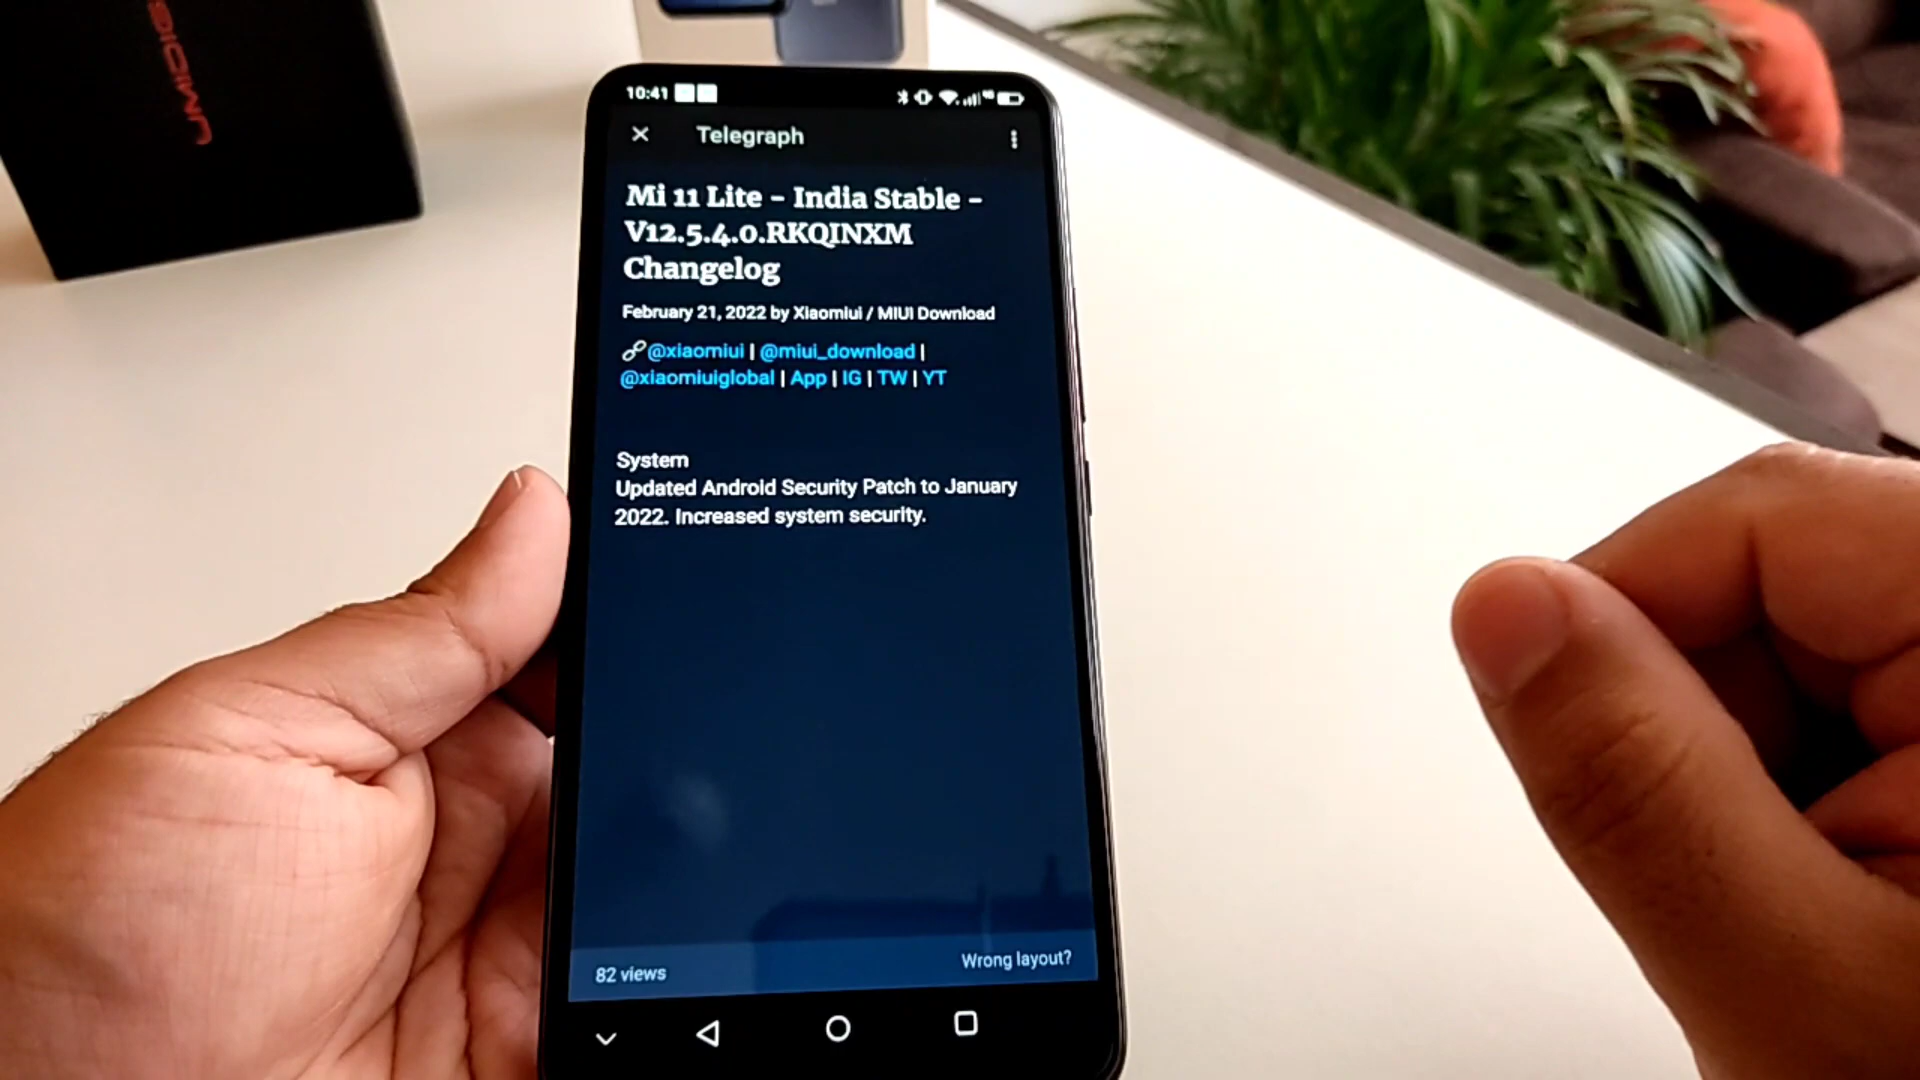 UMIDIGI
10:41
Telegraph
Mi 11 Lite – India Stable –
V12.5.4.0.RKQINXM
Changelog
February 21, 2022 by Xiaomiui / MIUI Download
@xiaomiui | @miui_download |
@xiaomiuiglobal | App | IG | TW | YT
System
Updated Android Security Patch to January
2022. Increased system security.
82 views
Wrong layout?